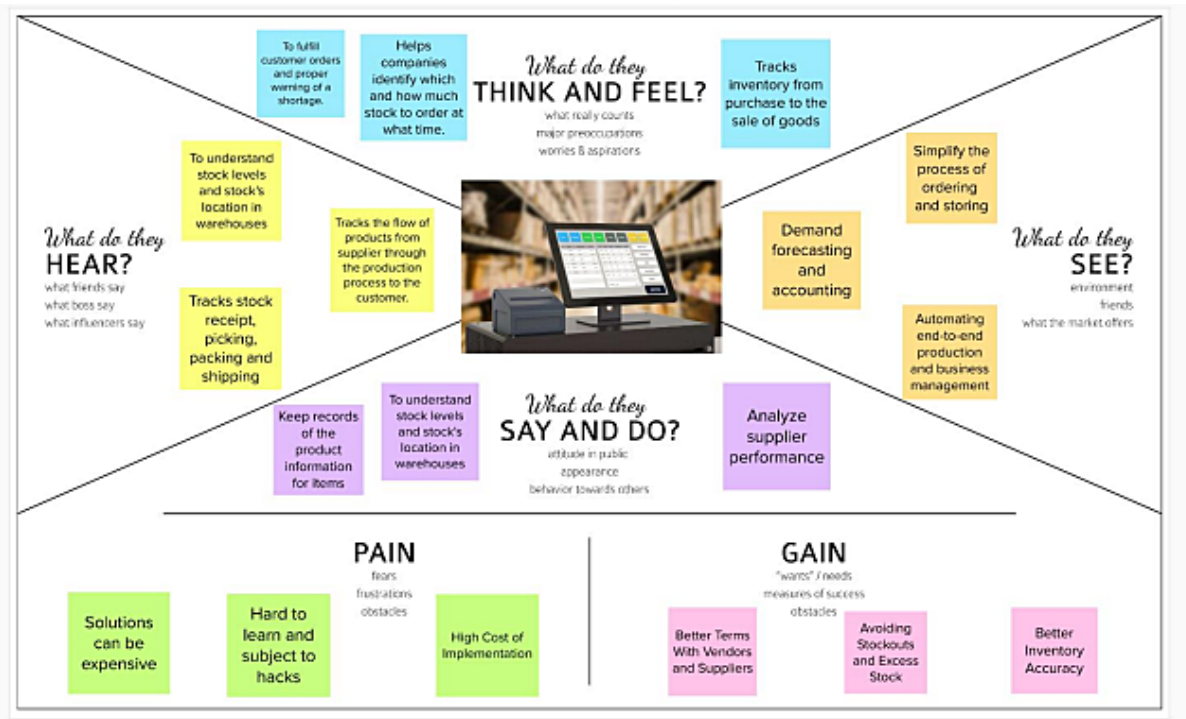 To fulfill
customer orders
and proper
warning of a
shortage.
Helps
companies
identify which
and how much
stock to order at
what time.
What do they
THINK AND FEEL?
what really counts
major preoccupations
worries & aspirations
Tracks
inventory from
purchase to the
sale of goods
What do they
HEAR?
what friends say
what boss say
what influencers say
To understand
stock levels
and stock's
location in
warehouses
Tracks the flow of
products from
supplier through
the production
process to the
customer.
Tracks stock
receipt,
picking,
packing and
shipping
Simplify the
process of
ordering
and storing
Demand
forecasting
and
accounting
Automating
end-to-end
production
and business
management
What do they
SEE?
environment
friends
what the market offers
Keep records
of the
product
information
for items
To understand
stock levels
and stock's
location in
warehouses
What do they
SAY AND DO?
attitude in public
appearance
behavior towards others
Analyze
supplier
performance
PAIN
fears
frustrations
obstacles
Solutions
can be
expensive
Hard to
learn and
subject to
hacks
High Cost of
Implementation
GAIN
"wants" / needs
measures of success
obstacles
Better Terms
With Vendors
and Suppliers
Avoiding
Stockouts
and Excess
Stock
Better
Inventory
Accuracy